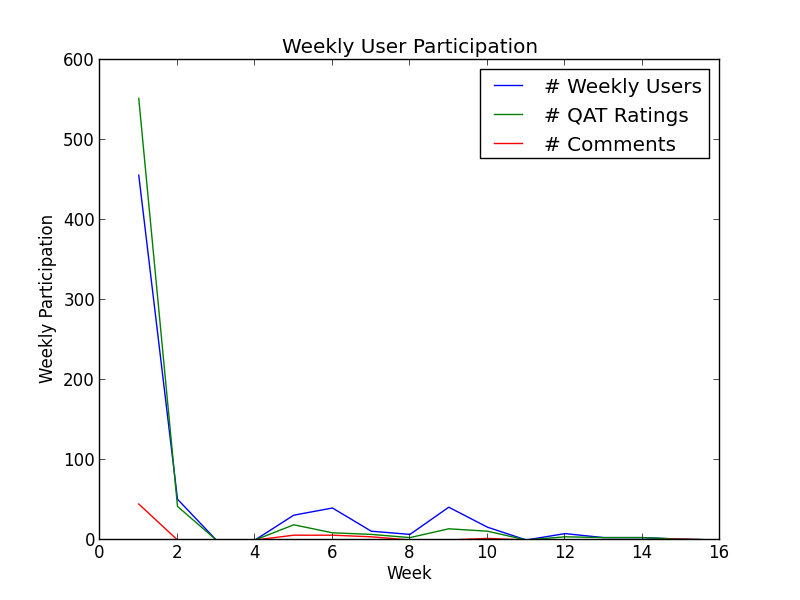 Weekly User Participation
# Weekly Users
# QAT Ratings
# Comments
600
500
400
300
200
100
0
Weekly Participation
0 2 4 6 8 10 12 14 16
Week